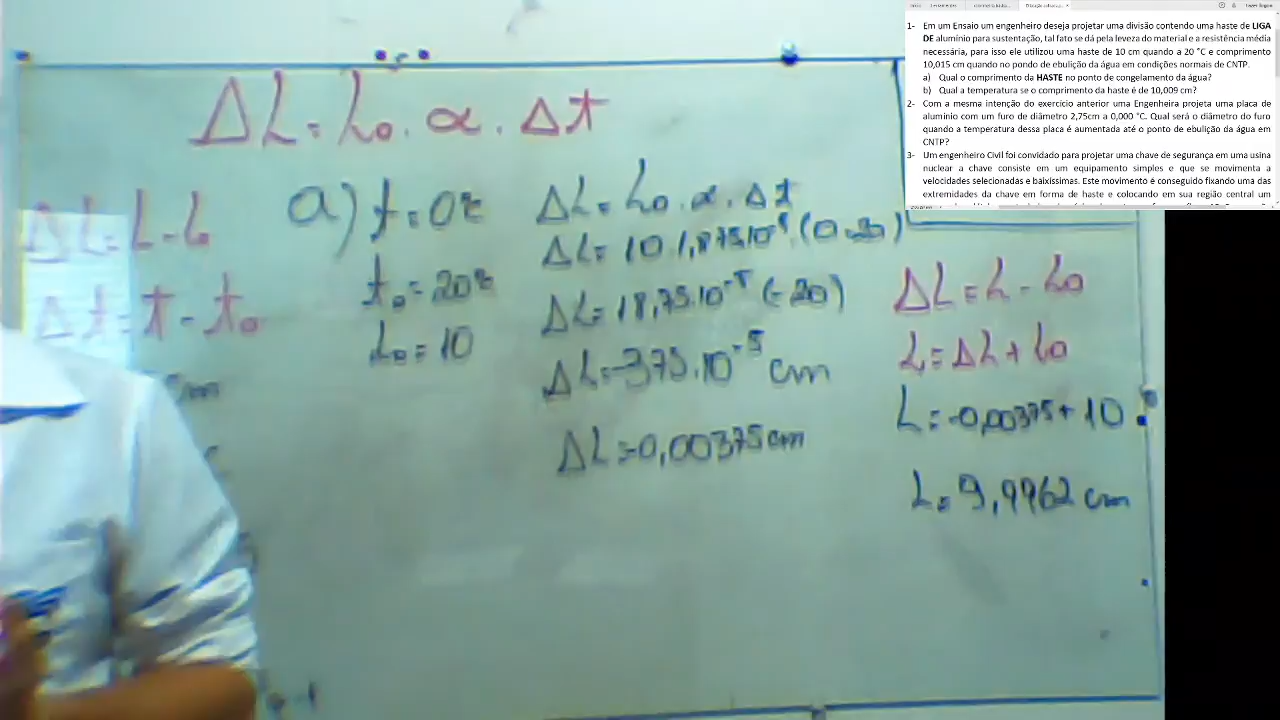 1- Em um Ensaio um engenheiro deseja projetar uma divisão contendo uma haste de LIGA
DE alumínio para sustentação, tal fato se dá pela leveza do material e a resistência média
necessária, para isso ele utilizou uma haste de 10 cm quando a 20 °C e comprimento
10,015 cm quando no pondo de ebulição da água em condições normais de CNTP.
a) Qual o comprimento da HASTE no ponto de congelamento da água?
b) Qual a temperatura se o comprimento da haste é de 10,009 cm?
2- Com a mesma intenção do exercício anterior uma Engenheira projeta uma placa de
alumínio com um furo de diâmetro 2,75cm a 0,000 °C. Qual será o diâmetro do furo
quando a temperatura dessa placa é aumentada até o ponto de ebulição da água em
CNTP?
3- Um engenheiro Civil foi convidado para projetar uma chave de segurança em uma usina
nuclear a chave consiste em um equipamento simples e que se movimenta a
velocidades selecionadas e baixíssimas. Este movimento é conseguido fixando uma das
extremidades da chave em forma de haste e colocando em sua região central um
ΔL = L0 . α . Δt
ΔL = L - L0
Δt = t - t0
cm
a) t = 0°C
t0 = 20°C
L0 = 10
ΔL = L0 . α . Δt
ΔL = 10 . 1,875.10^-5 . (0-20)
ΔL = 18,75.10^-5 (-20)
ΔL = -375.10^-5 cm
ΔL = -0,00375 cm
ΔL = L - L0
L = ΔL + L0
L = -0,00375 + 10
L = 9,9962 cm